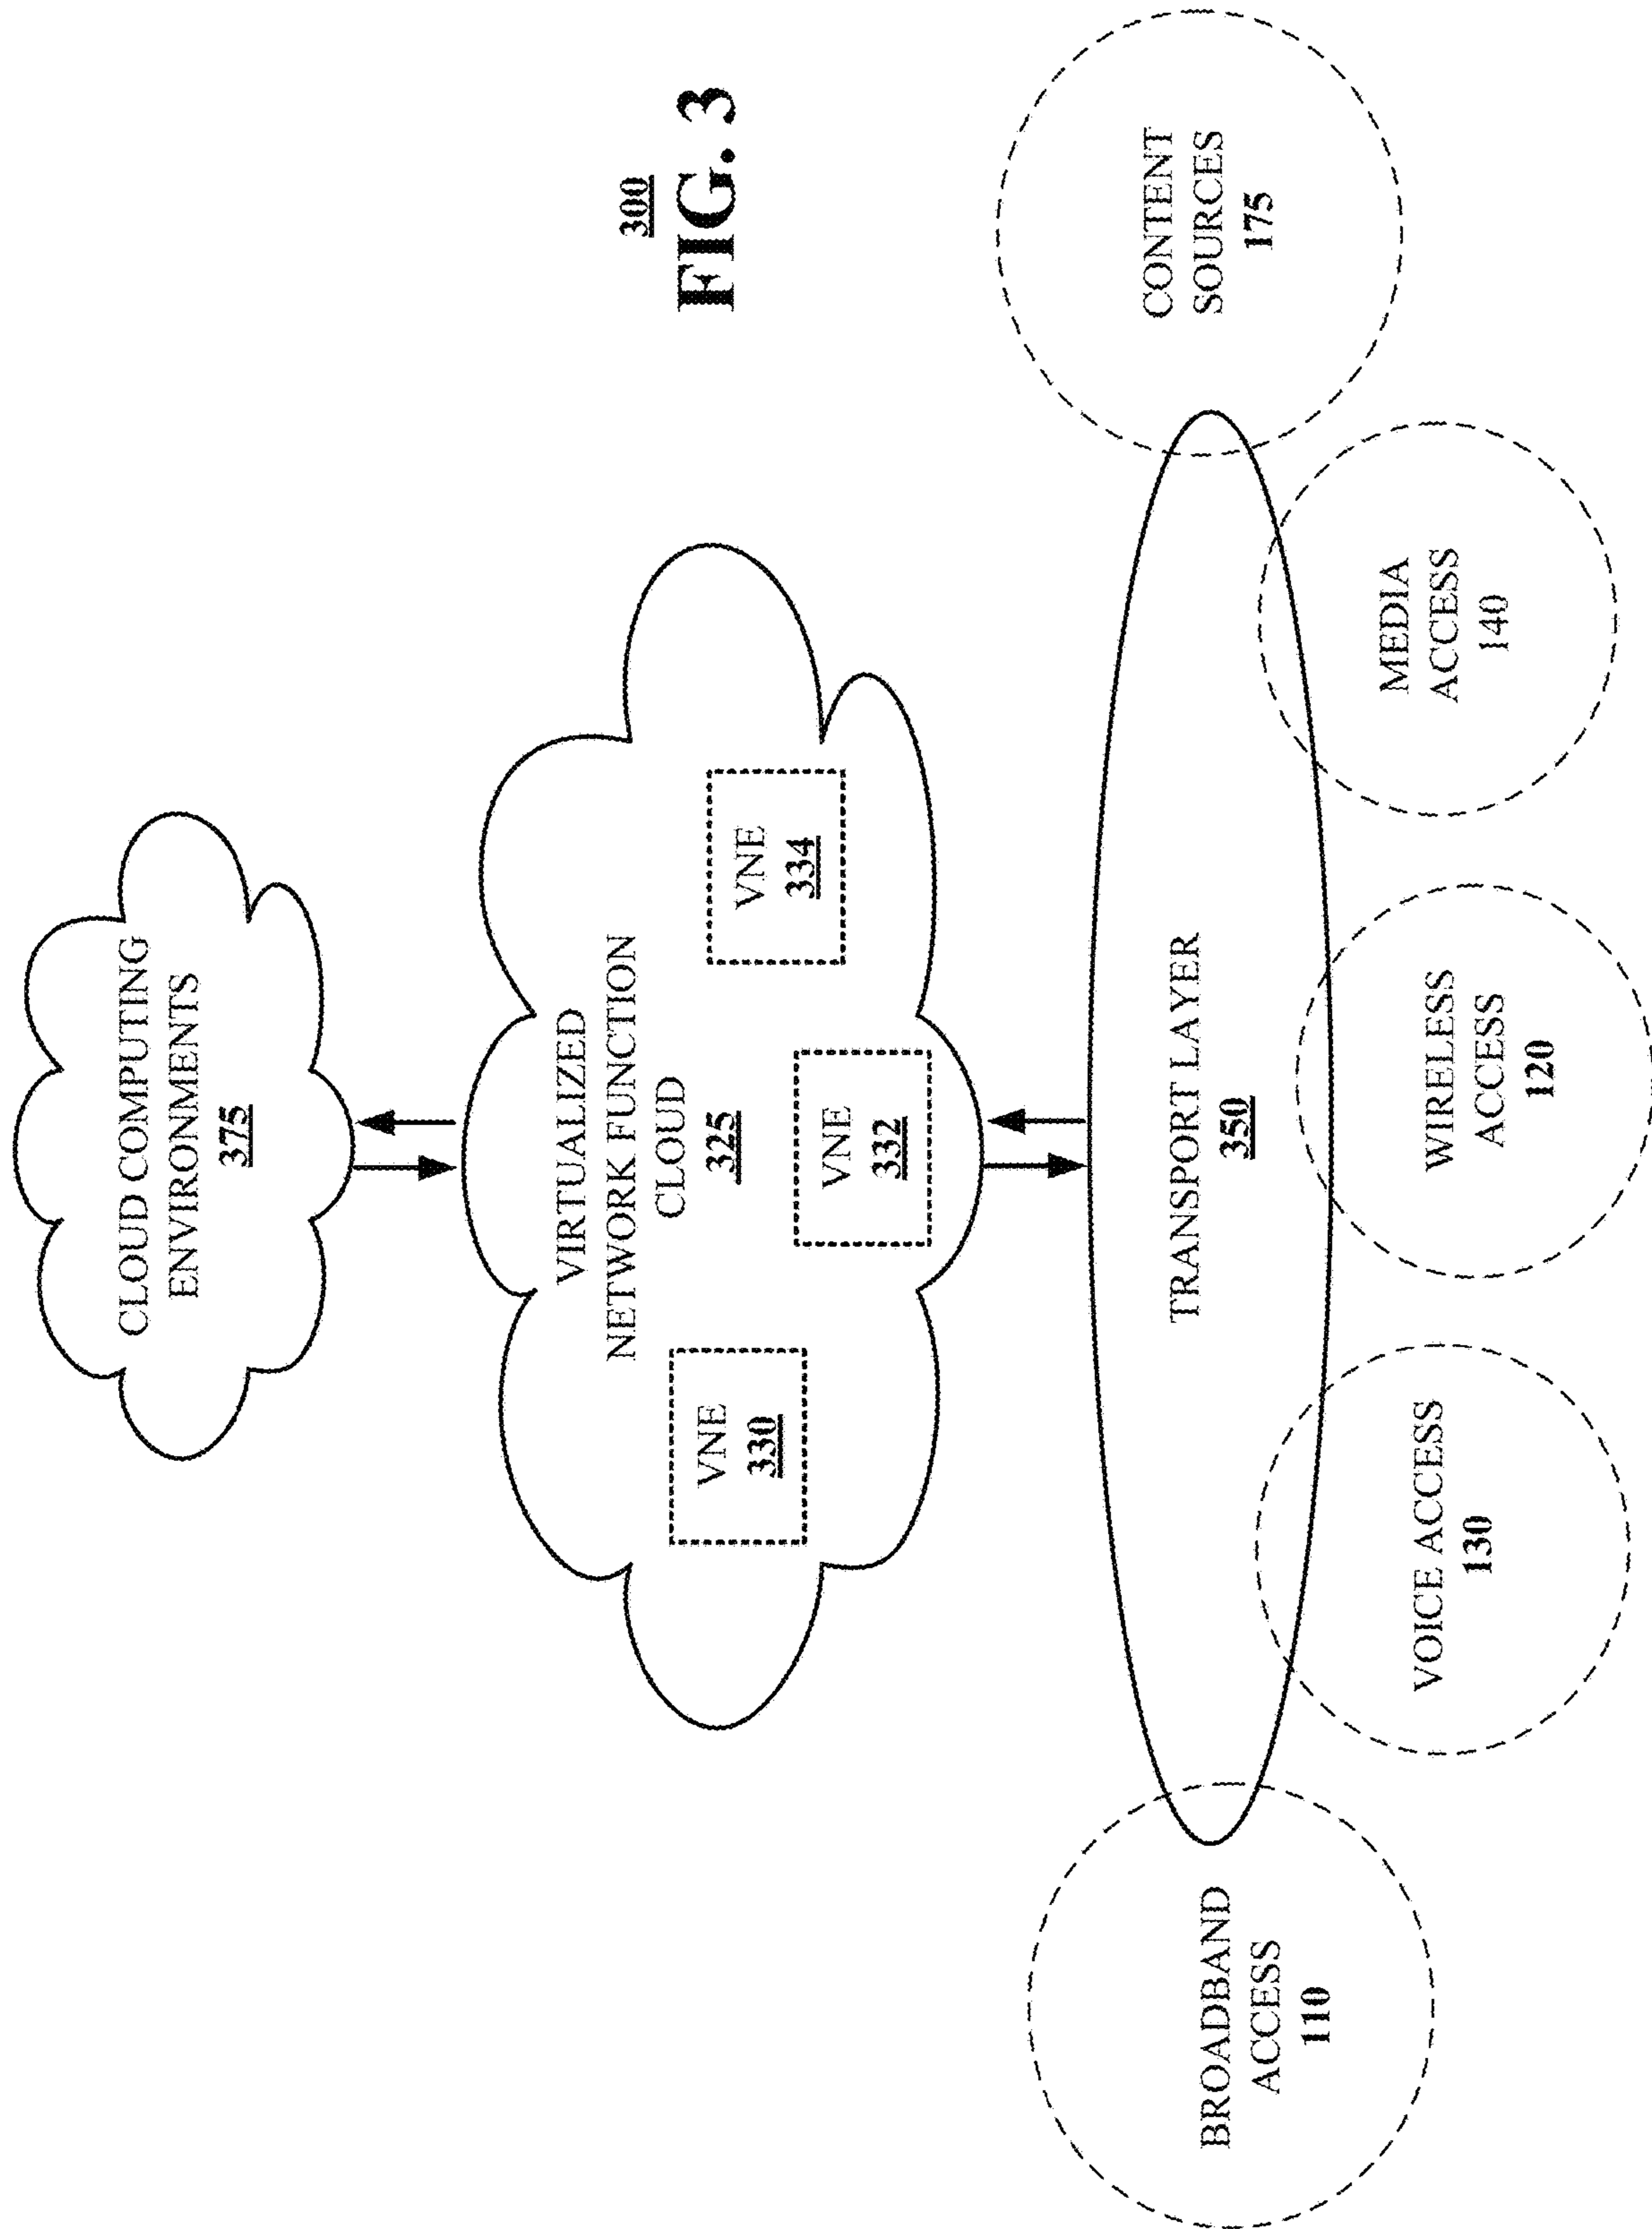 300
FIG. 3
CLOUD COMPUTING
ENVIRONMENTS
375
VIRTUALIZED
NETWORK FUNCTION
CLOUD
325
VNE
330
VNE
332
VNE
334
TRANSPORT LAYER
350
BROADBAND
ACCESS
110
VOICE ACCESS
130
WIRELESS
ACCESS
120
MEDIA
ACCESS
140
CONTENT
SOURCES
175